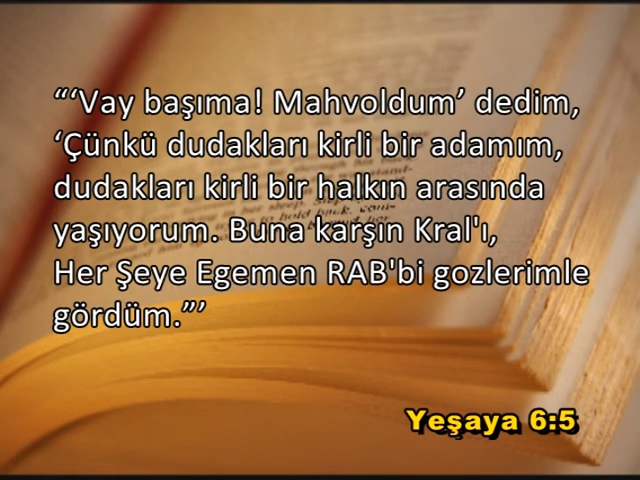 “‘Vay başıma! Mahvoldum’ dedim,
‘Çünkü dudakları kirli bir adamım,
dudakları kirli bir halkın arasında
yaşıyorum. Buna karşın Kral'ı,
Her Şeye Egemen RAB'bi gozlerimle
gördüm.”’
Yeşaya 6:5